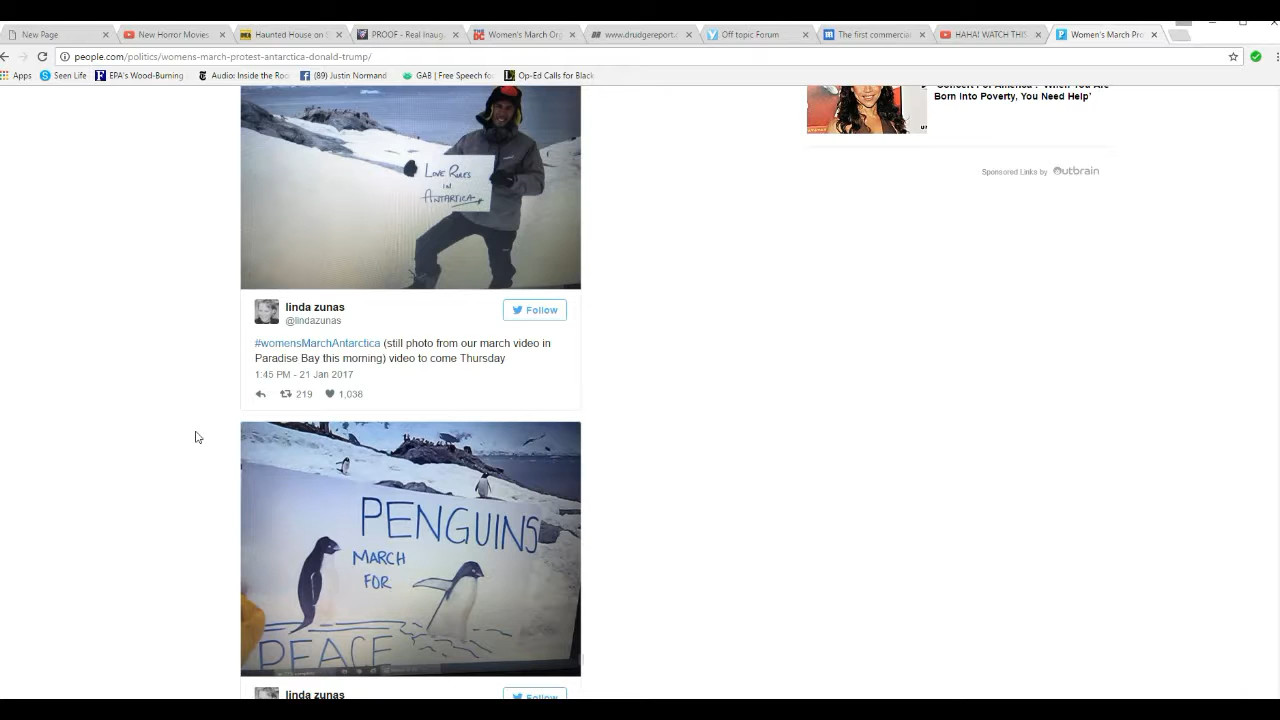 New Page
New Horror Movies
Haunted House on
PROOF - Real Inaug
Women's March Org
www.drudgereport.c
Off topic Forum
The first commercial
HAHA! WATCH THIS
Women's March Pro
people.com/politics/womens-march-protest-antarctica-donald-trump/
Apps
Seen Life
EPA's Wood-Burning
Audio: Inside the Roo
(89) Justin Normand
GAB | Free Speech fo
Op-Ed Calls for Black
Born Into Poverty, You Need Help'
Sponsored Links by Outbrain
LOVE RULES
IN
ANTARTICA
linda zunas
@lindazunas
Follow
#womensMarchAntarctica (still photo from our march video in
Paradise Bay this morning) video to come Thursday
1:45 PM - 21 Jan 2017
219
1,038
PENGUINS
MARCH
FOR
PEACE
linda zunas
Follow